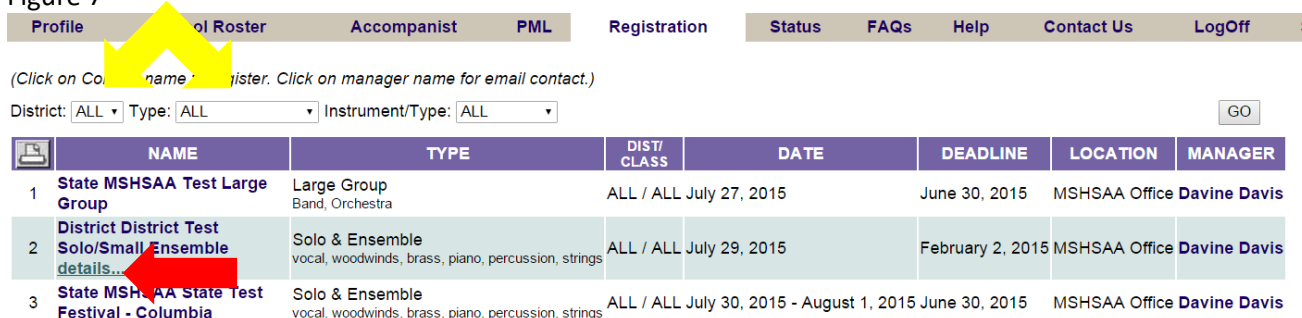 Profile ol Roster Accompanist PML Registration Status FAQs Help Contact Us LogOff
(Click on Co name gister. Click on manager name for email contact.)
District: ALL Type: ALL Instrument/Type: ALL GO
NAME TYPE DIST/ CLASS DATE DEADLINE LOCATION MANAGER
1 State MSHSAA Test Large Group Large Group Band, Orchestra ALL / ALL July 27, 2015 June 30, 2015 MSHSAA Office Davine Davis
2 District District Test Solo/Small Ensemble details... Solo & Ensemble vocal, woodwinds, brass, piano, percussion, strings ALL / ALL July 29, 2015 February 2, 2015 MSHSAA Office Davine Davis
3 State MSHSAA State Test Festival - Columbia Solo & Ensemble vocal, woodwinds, brass, piano, percussion, strings ALL / ALL July 30, 2015 - August 1, 2015 June 30, 2015 MSHSAA Office Davine Davis